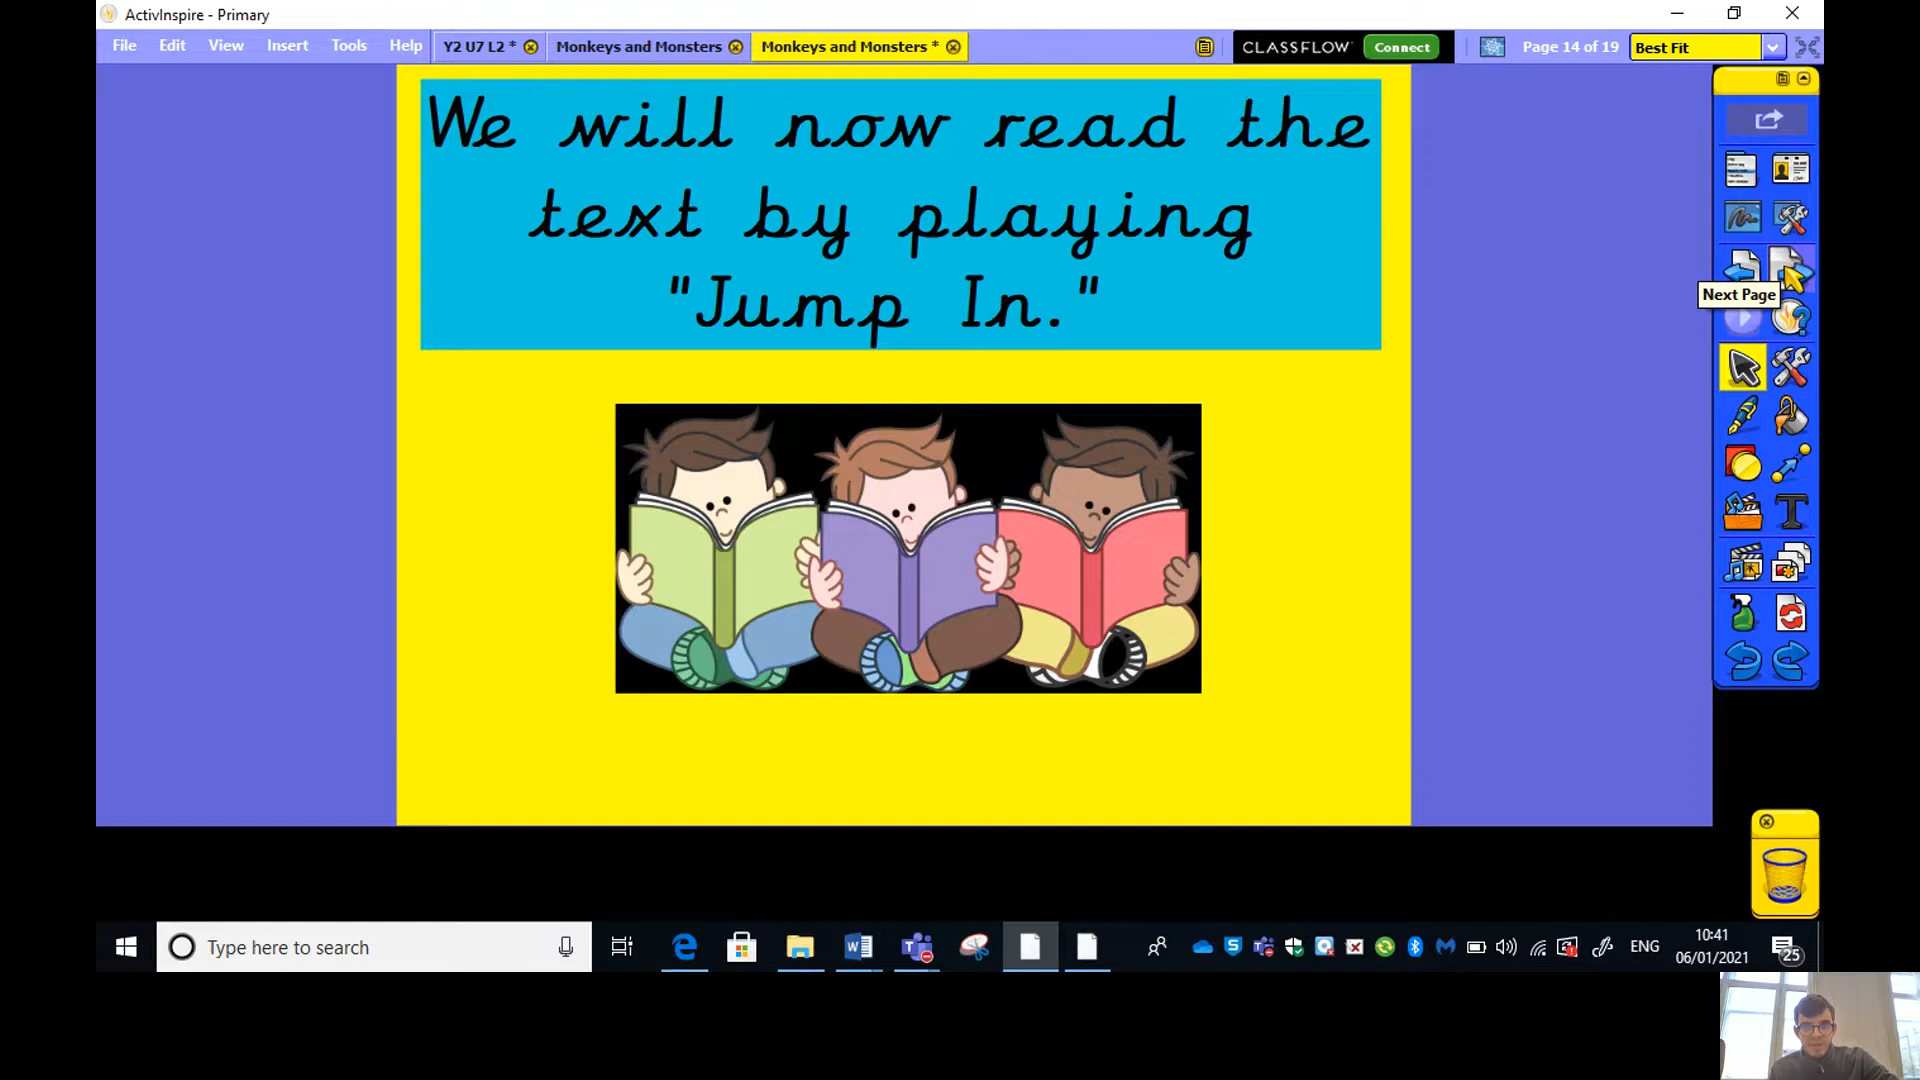 ActivInspire - Primary
File Edit View Insert Tools Help
Y2 U7 L2 * Monkeys and Monsters Monkeys and Monsters *
CLASSFLOW Connect
Page 14 of 19 Best Fit
We will now read the
text by playing
"Jump In."
Next Page
Type here to search
ENG
10:41
06/01/2021
25